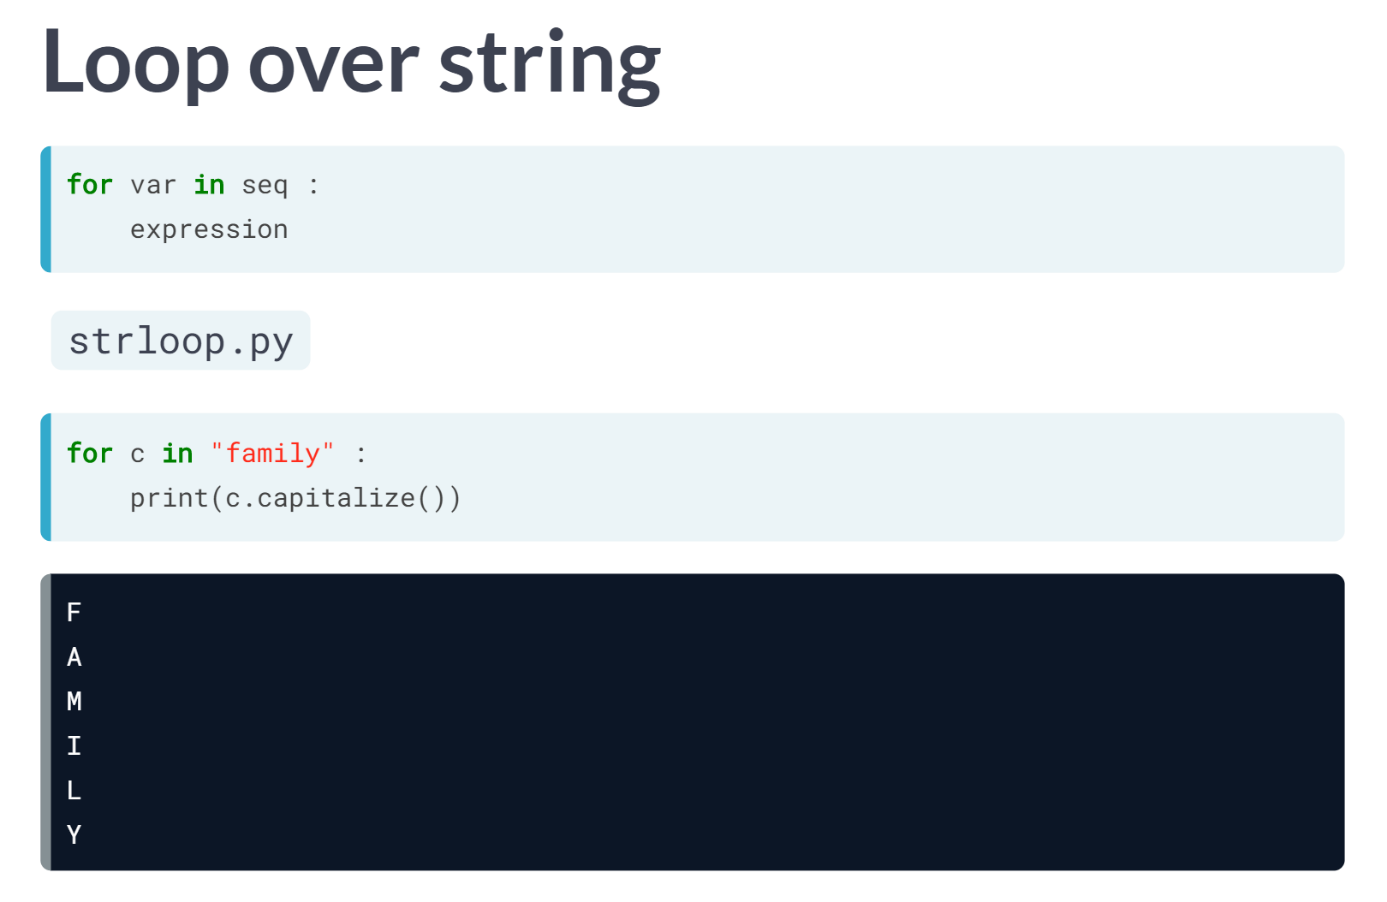 Loop over string
for var in seq :
    expression
strloop.py
for c in "family" :
    print(c.capitalize())
F
A
M
I
L
Y